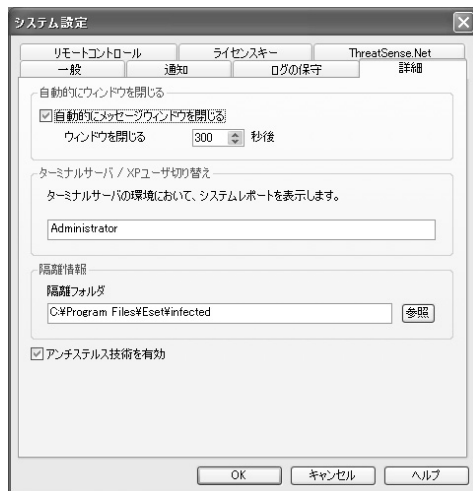 システム設定
リモートコントロール ライセンスキー ThreatSense.Net
一般 通知 ログの保守 詳細
自動的にウィンドウを閉じる
自動的にメッセージウィンドウを閉じる
ウィンドウを閉じる 300 秒後
ターミナルサーバ / XPユーザ切り替え
ターミナルサーバの環境において、システムレポートを表示します。
Administrator
隔離情報
隔離フォルダ
C:¥Program Files¥Eset¥infected 参照
アンチステルス技術を有効
OK キャンセル ヘルプ